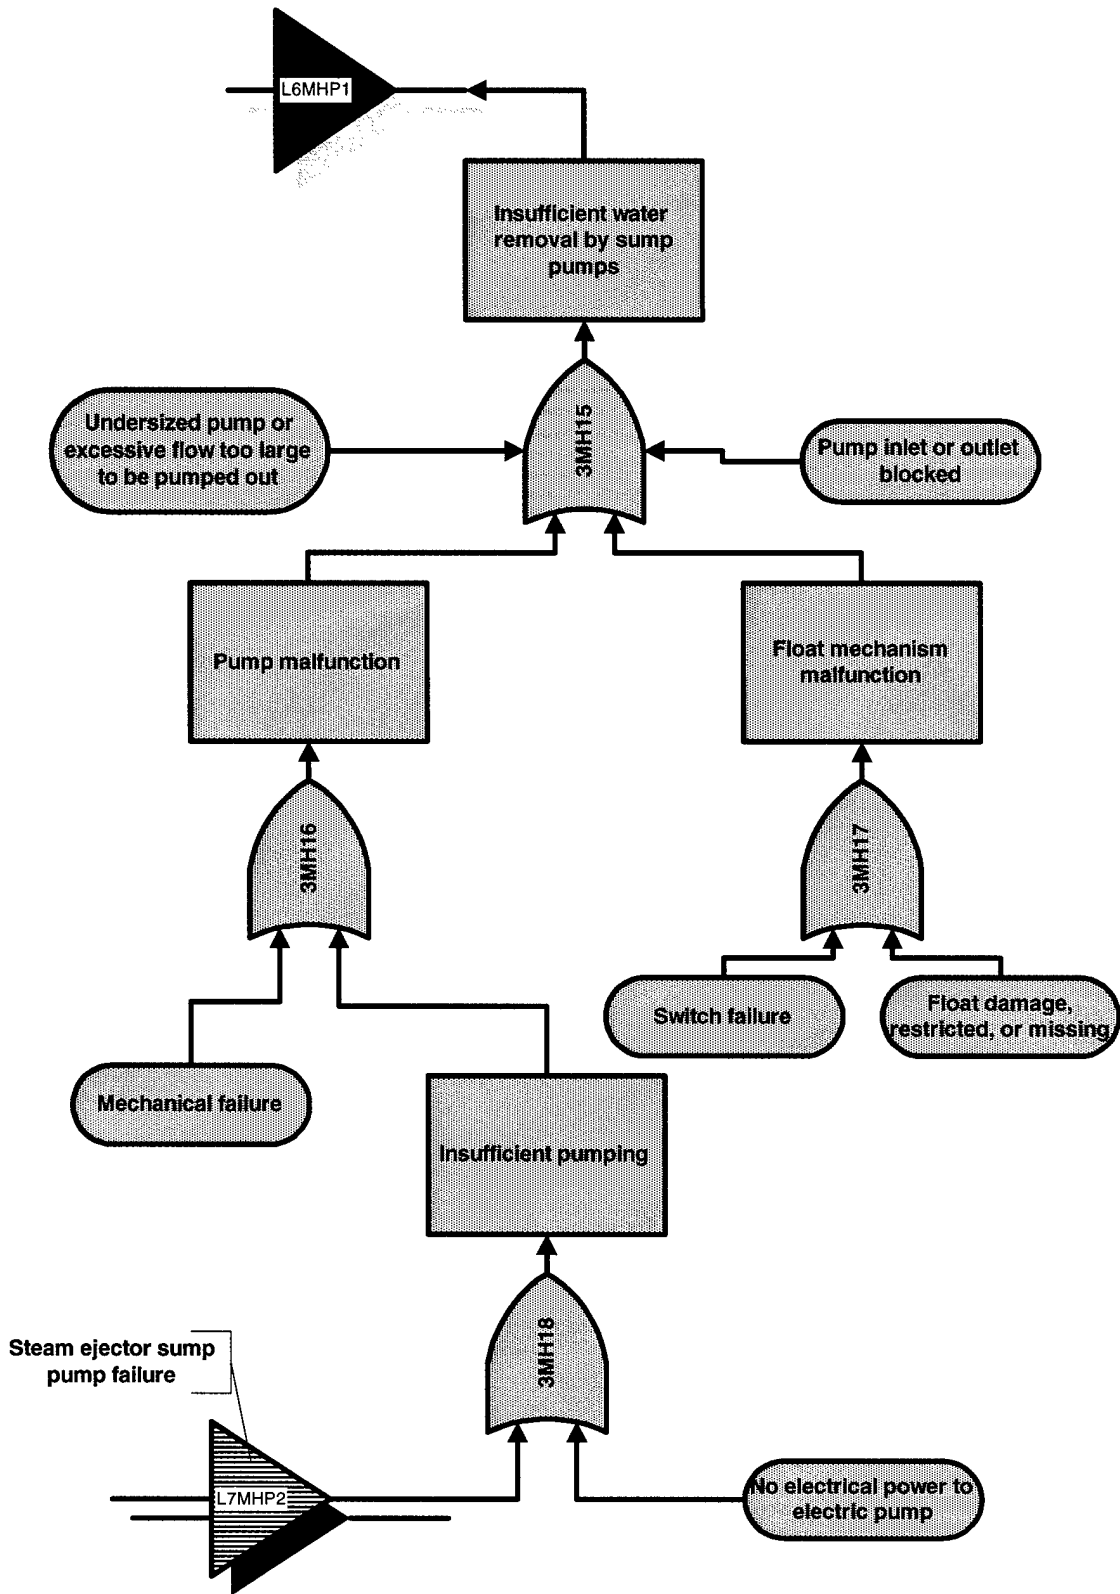 L6MHP1
Insufficient water
removal by sump
pumps
3MH15
Undersized pump or
excessive flow too large
to be pumped out
Pump inlet or outlet
blocked
Pump malfunction
Float mechanism
malfunction
3MH16
3MH17
Switch failure
Float damage,
restricted, or missing
Mechanical failure
Insufficient pumping
3MH18
Steam ejector sump
pump failure
L7MHP2
No electrical power to
electric pump